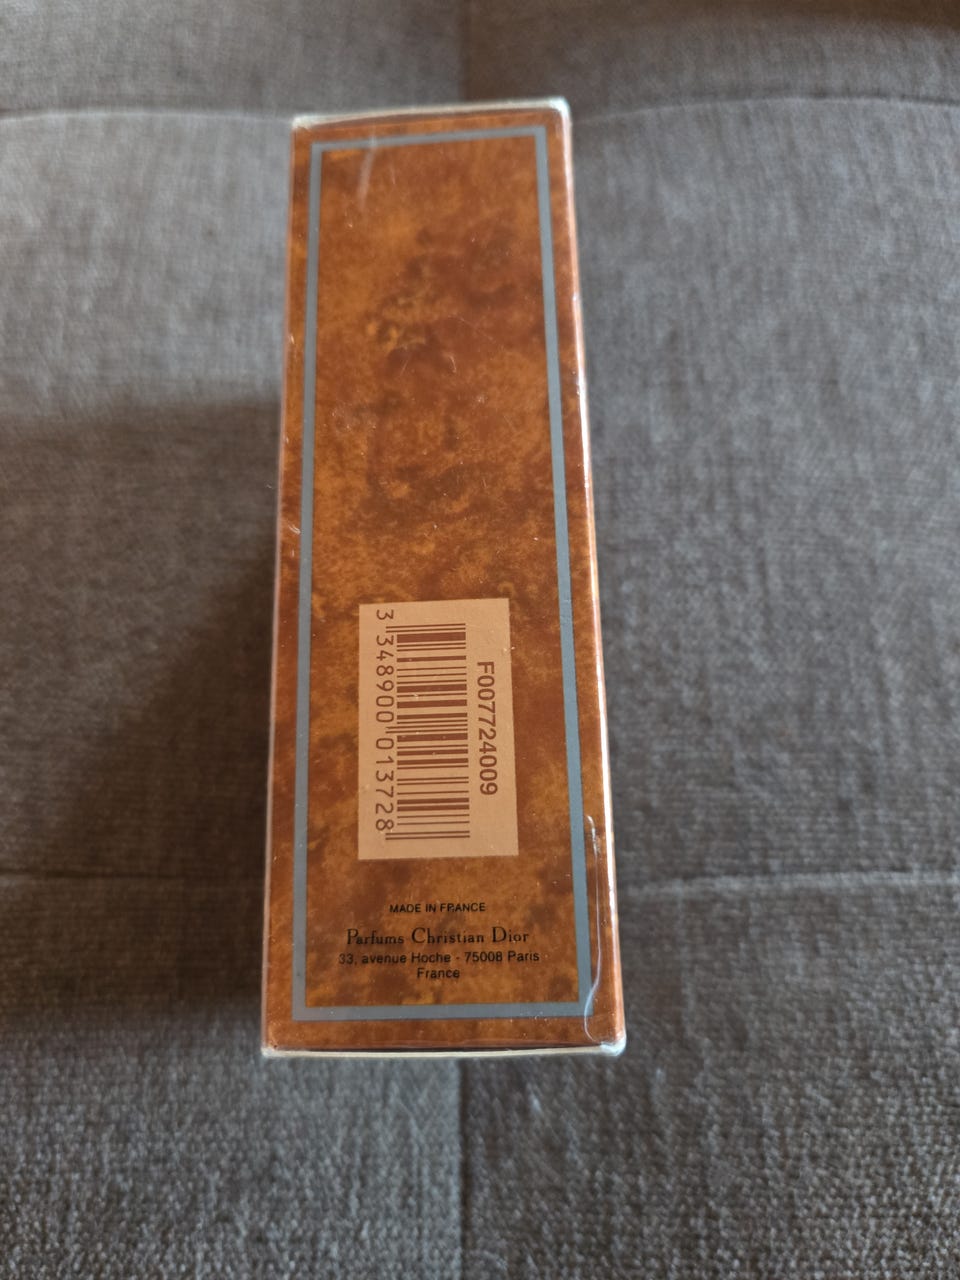 3 348900 013728
F007724009
MADE IN FRANCE
Parfums Christian Dior
33, avenue Hoche - 75008 Paris
France